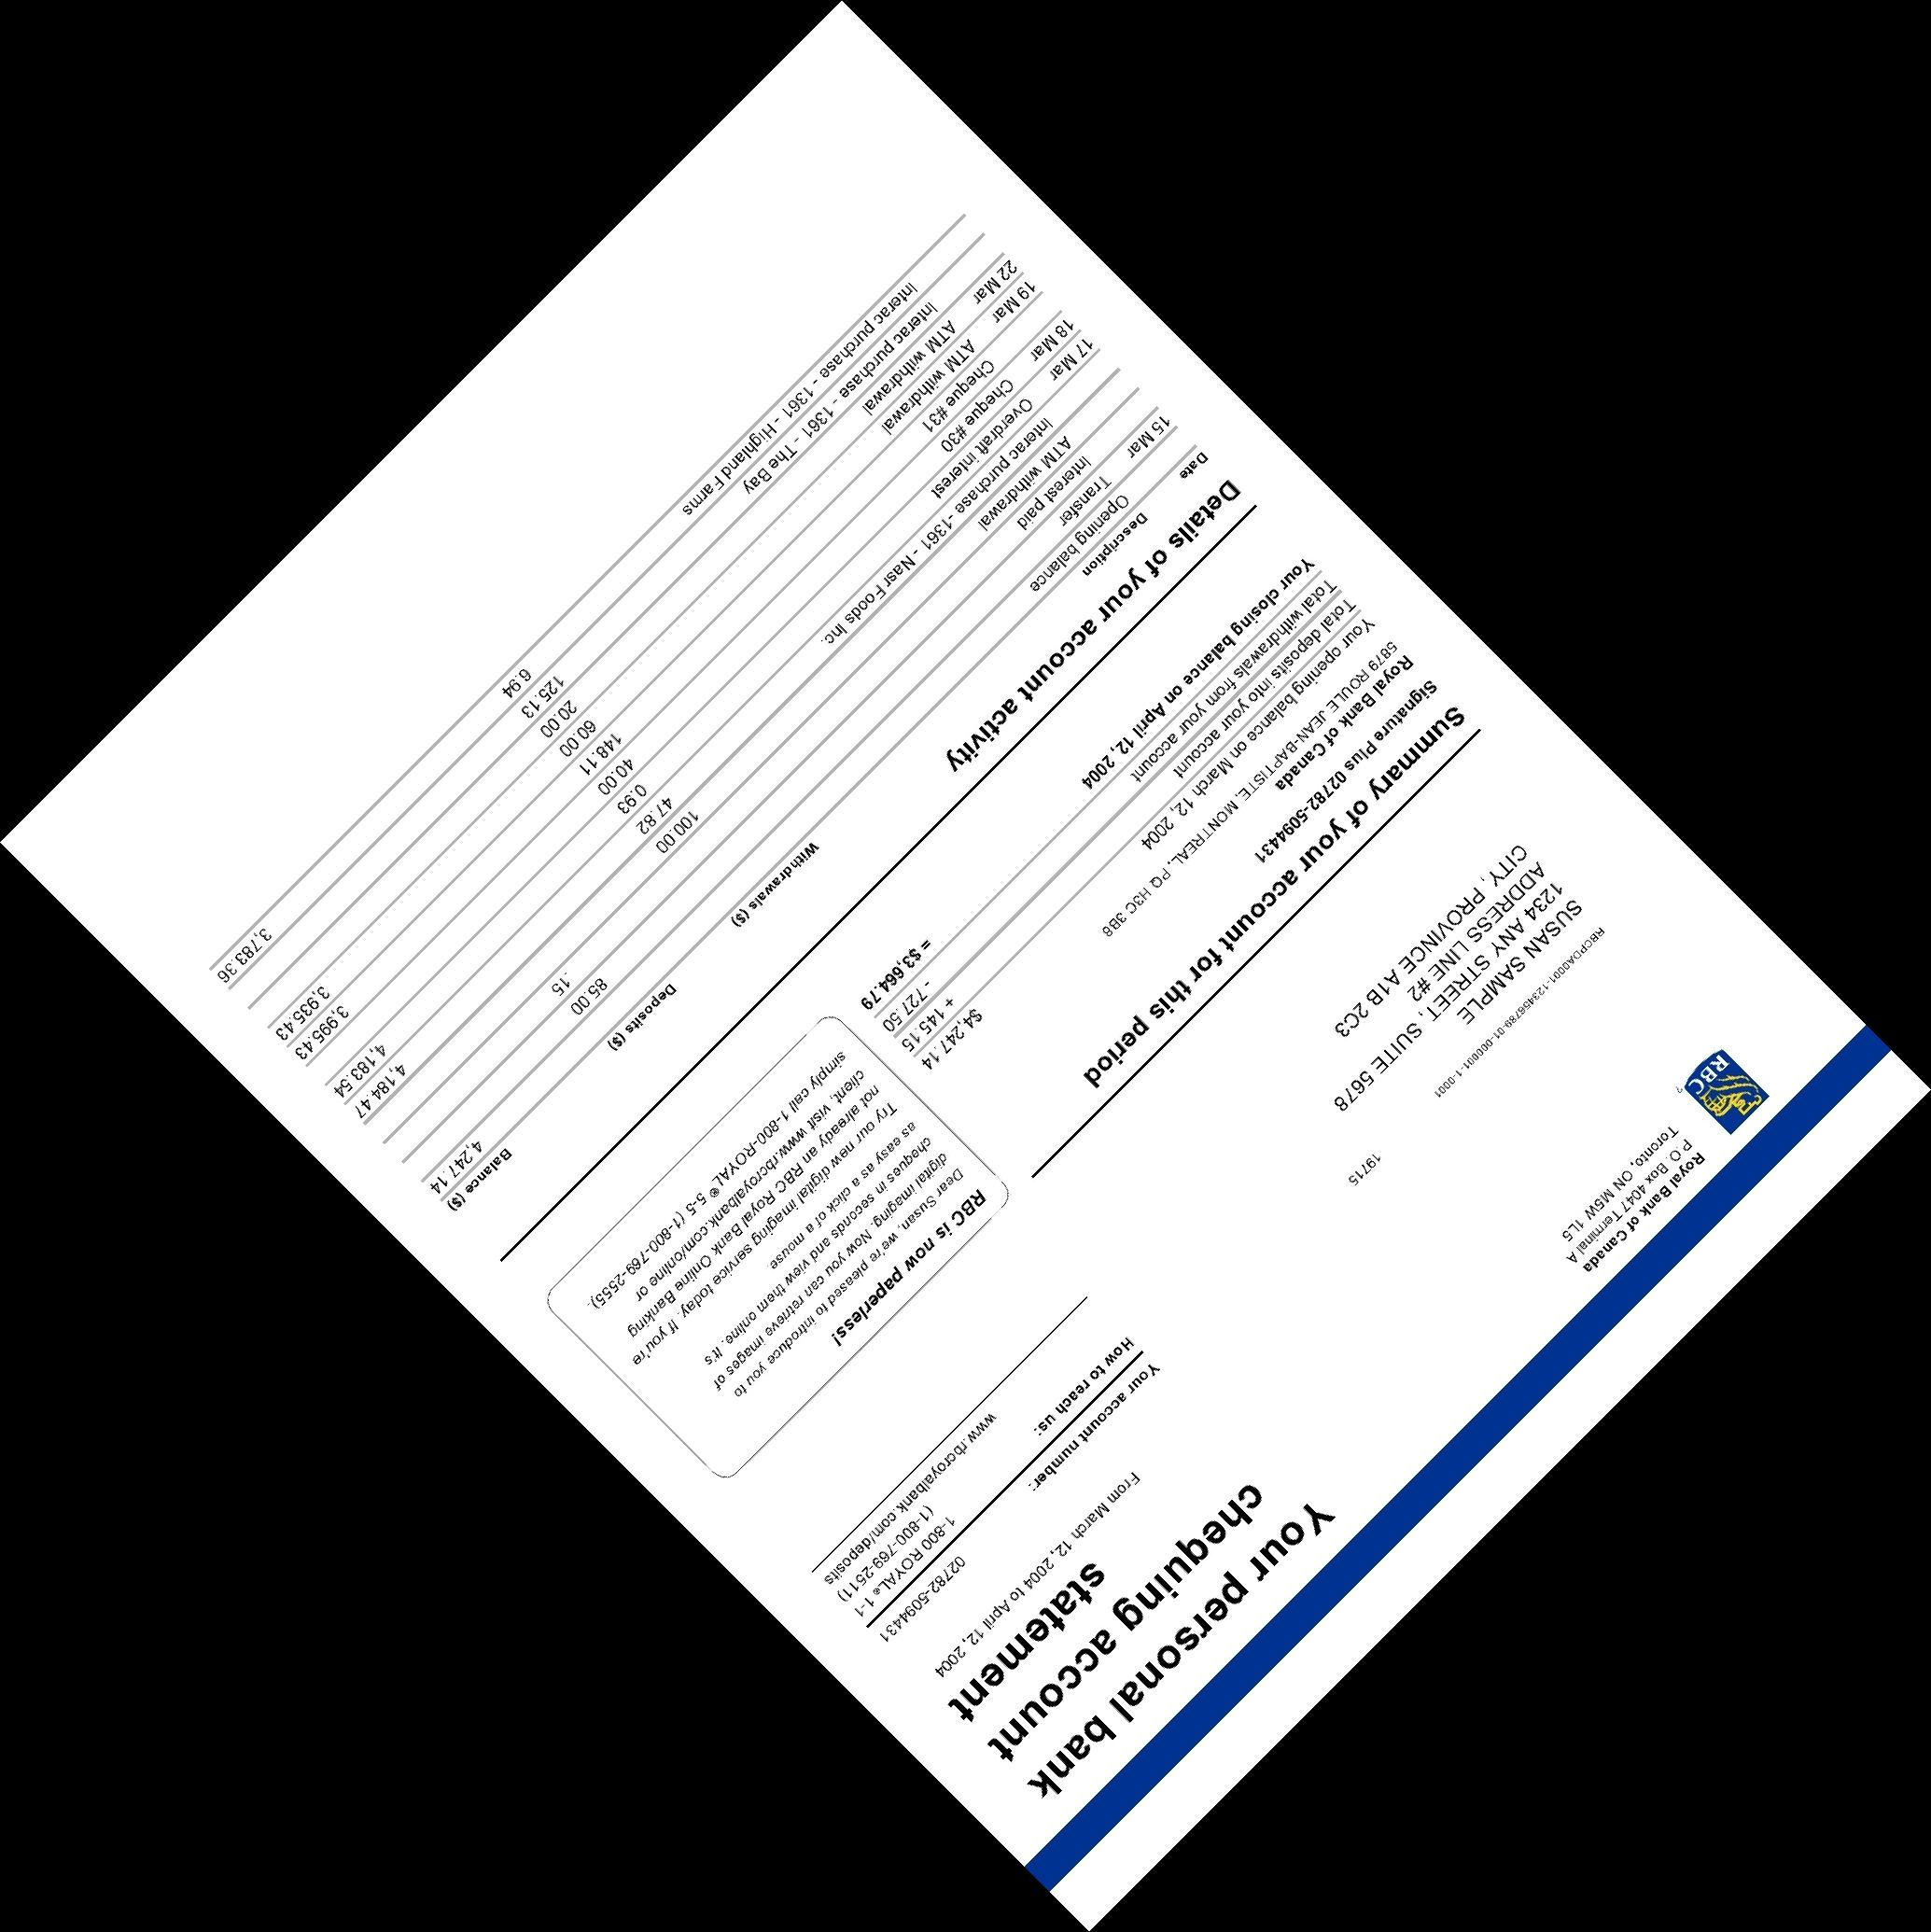 RBC
Royal Bank of Canada
P.O. Box 4047 Terminal A
Toronto, ON M5W 1L5
Your personal bank
chequing account
statement
From March 12, 2004 to April 12, 2004
RBCPDA0001-123456789-01-000001-1-0001
19715
SUSAN SAMPLE
1234 ANY STREET, SUITE 5678
ADDRESS LINE #2
CITY, PROVINCE A1B 2C3
Your account number: 02782-5094431
How to reach us: 1-800 ROYAL® 1-1
(1-800-769-2511)
www.rbcroyalbank.com/deposits
Summary of your account for this period
Signature Plus 02782-5094431
Royal Bank of Canada
5879 ROULE JEAN-BAPTISTE, MONTREAL, PQ H3C 3B8
Your opening balance on March 12, 2004 $4,247.14
Total deposits into your account + 145.15
Total withdrawals from your account - 727.50
Your closing balance on April 12, 2004 = $3,664.79
RBC is now paperless!
Dear Susan, we're pleased to introduce you to
digital imaging. Now you can retrieve images of
cheques in seconds and view them online. It's
as easy as a click of a mouse.
Try our new digital imaging service today. If you're
not already an RBC Royal Bank Online Banking
client, visit www.rbcroyalbank.com/online or
simply call 1-800-ROYAL® 5-5 (1-800-769-2555).
Details of your account activity
Date Description Withdrawals ($) Deposits ($) Balance ($)
Opening balance 4,247.14
15 Mar Transfer 85.00
Interest paid .15
ATM withdrawal 100.00
Interac purchase -1361 - Nasr Foods Inc. 47.82 4,184.47
17 Mar Overdraft interest 0.93 4,183.54
18 Mar Cheque #30 40.00
Cheque #31 148.11 3,995.43
19 Mar ATM withdrawal 60.00 3,935.43
22 Mar ATM withdrawal 20.00
Interac purchase - 1361 - The Bay 125.13
Interac purchase - 1361 - Highland Farms 6.94 3,783.36